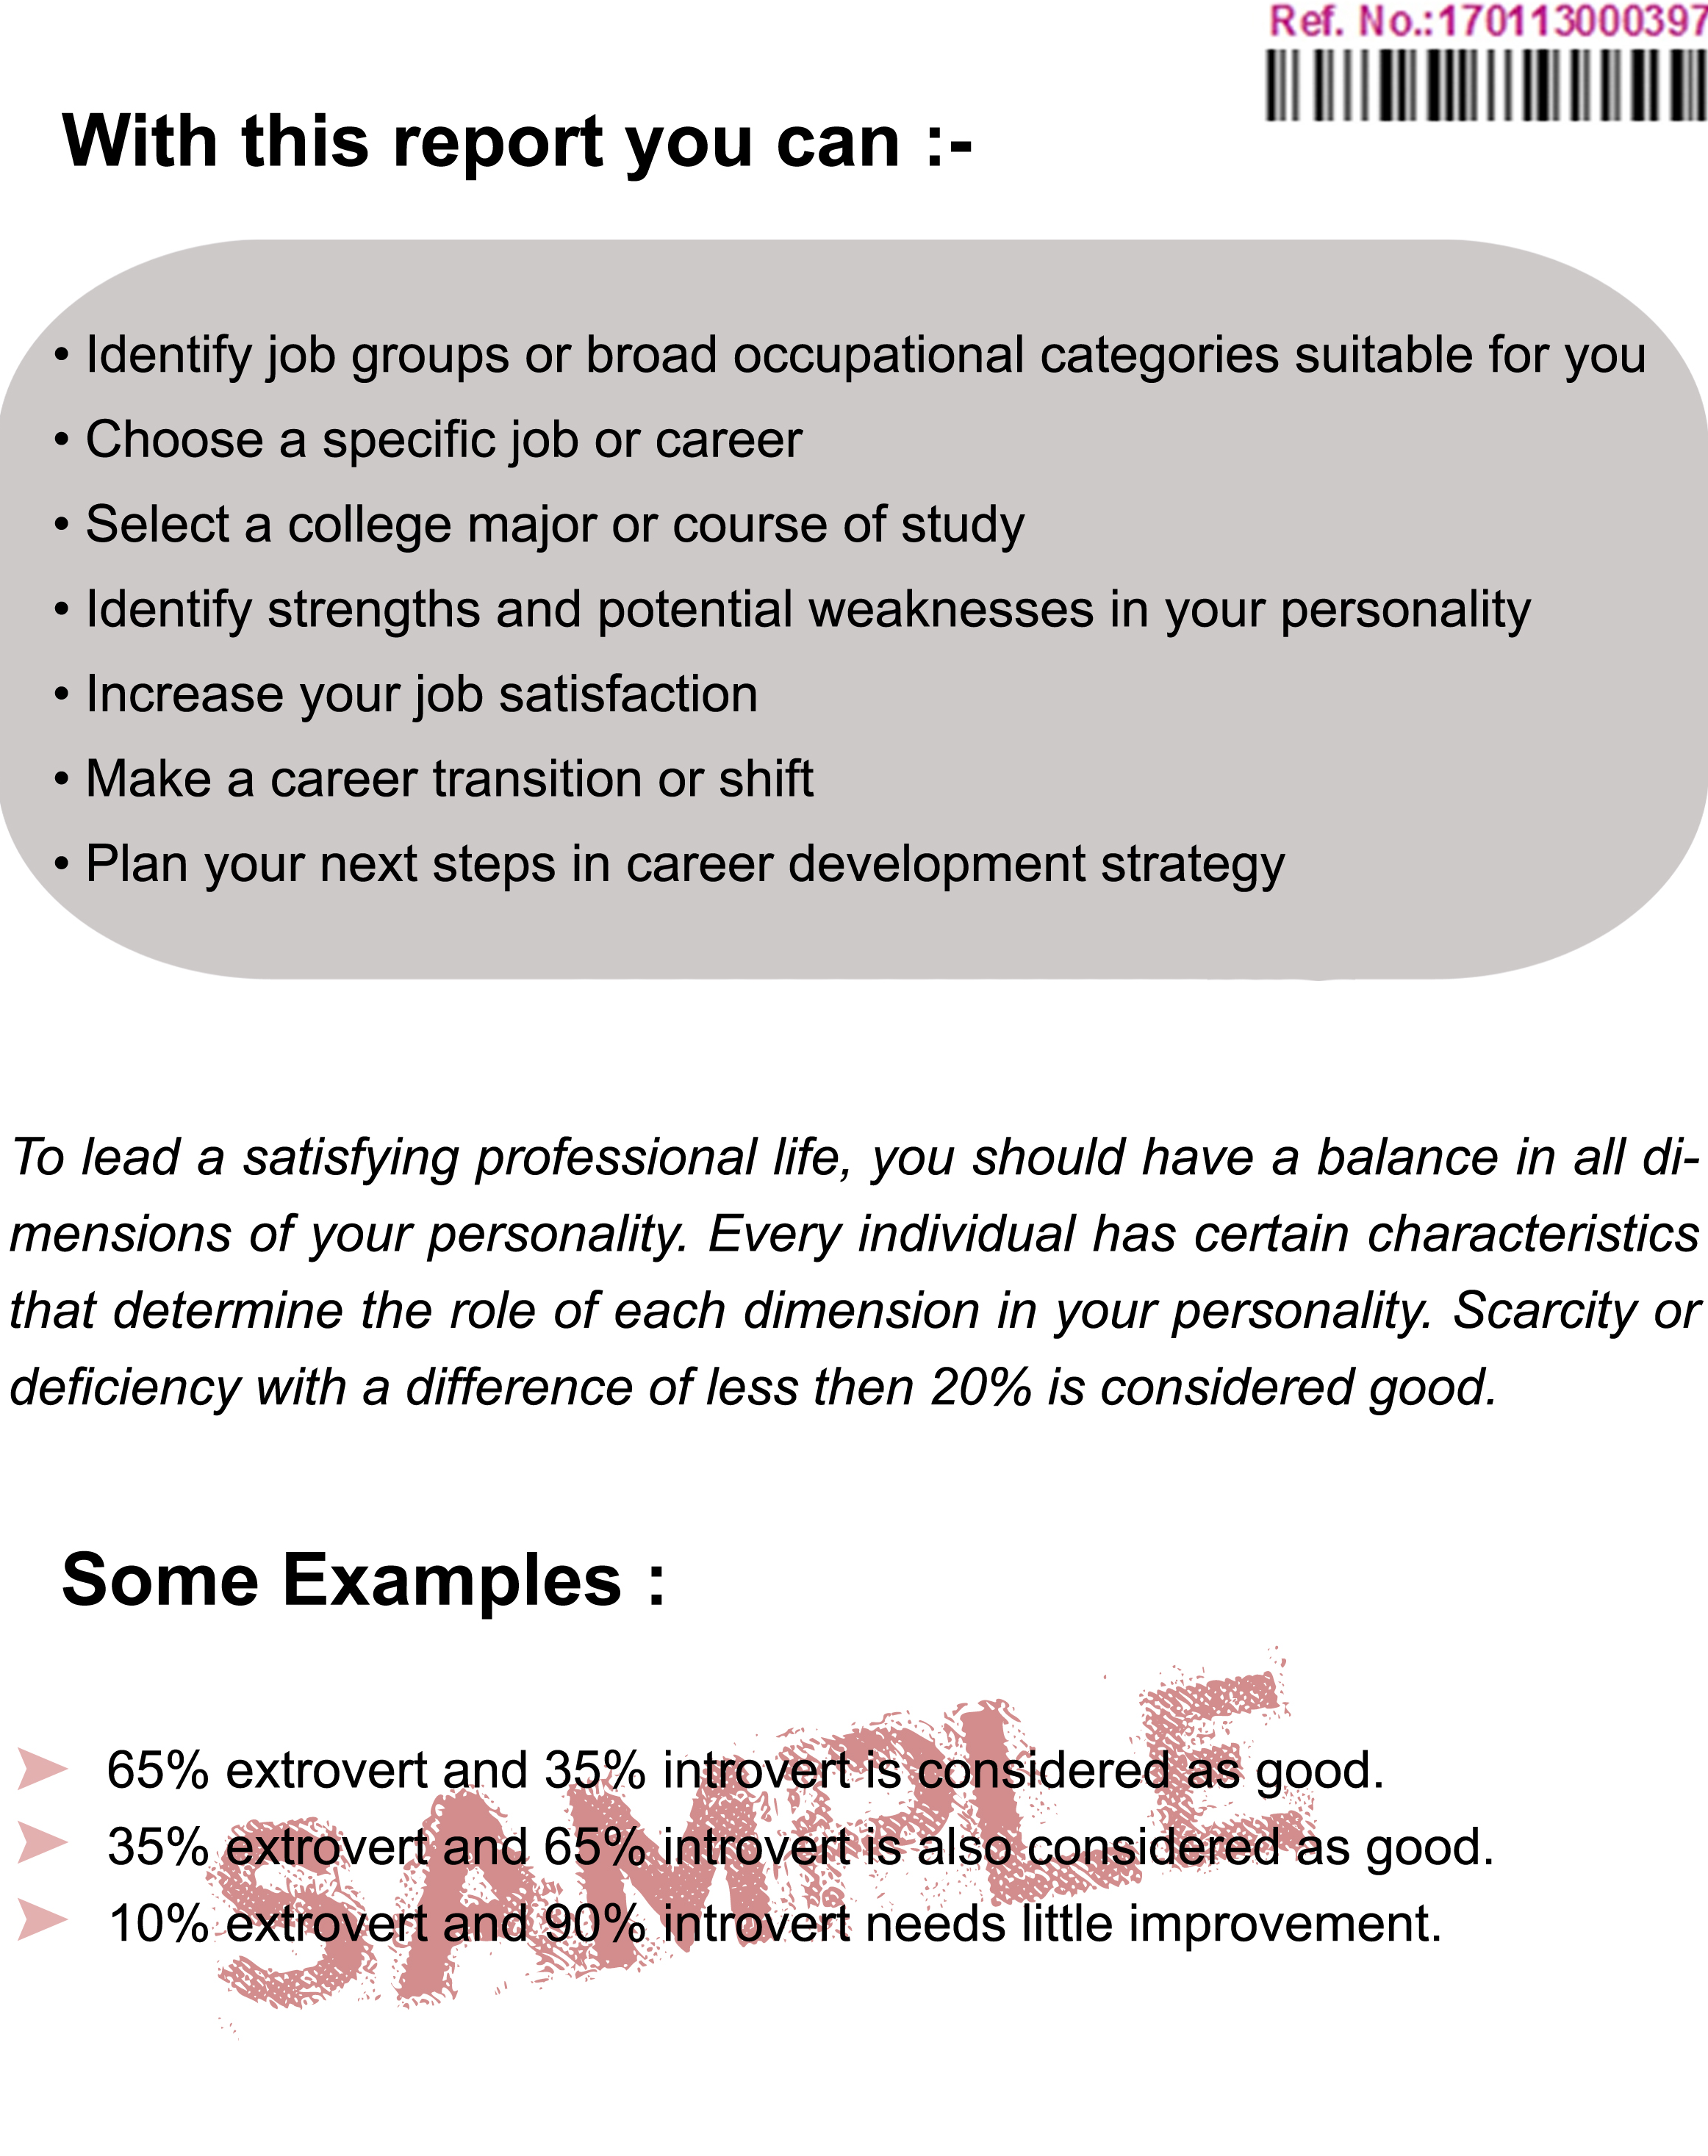 Ref. No.:170113000397
With this report you can :-
• Identify job groups or broad occupational categories suitable for you
• Choose a specific job or career
• Select a college major or course of study
• Identify strengths and potential weaknesses in your personality
• Increase your job satisfaction
• Make a career transition or shift
• Plan your next steps in career development strategy
To lead a satisfying professional life, you should have a balance in all di-
mensions of your personality. Every individual has certain characteristics
that determine the role of each dimension in your personality. Scarcity or
deficiency with a difference of less then 20% is considered good.
Some Examples :
65% extrovert and 35% introvert is considered as good.
35% extrovert and 65% introvert is also considered as good.
10% extrovert and 90% introvert needs little improvement.
SAMPLE